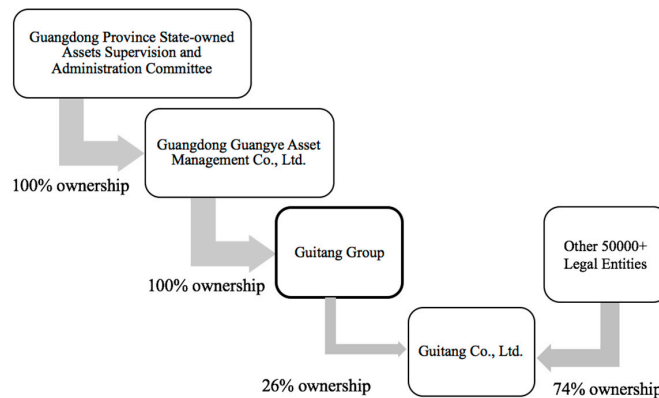 Guangdong Province State-owned
Assets Supervision and
Administration Committee
100% ownership
Guangdong Guangye Asset
Management Co., Ltd.
100% ownership
Guitang Group
Other 50000+
Legal Entities
26% ownership
Guitang Co., Ltd.
74% ownership